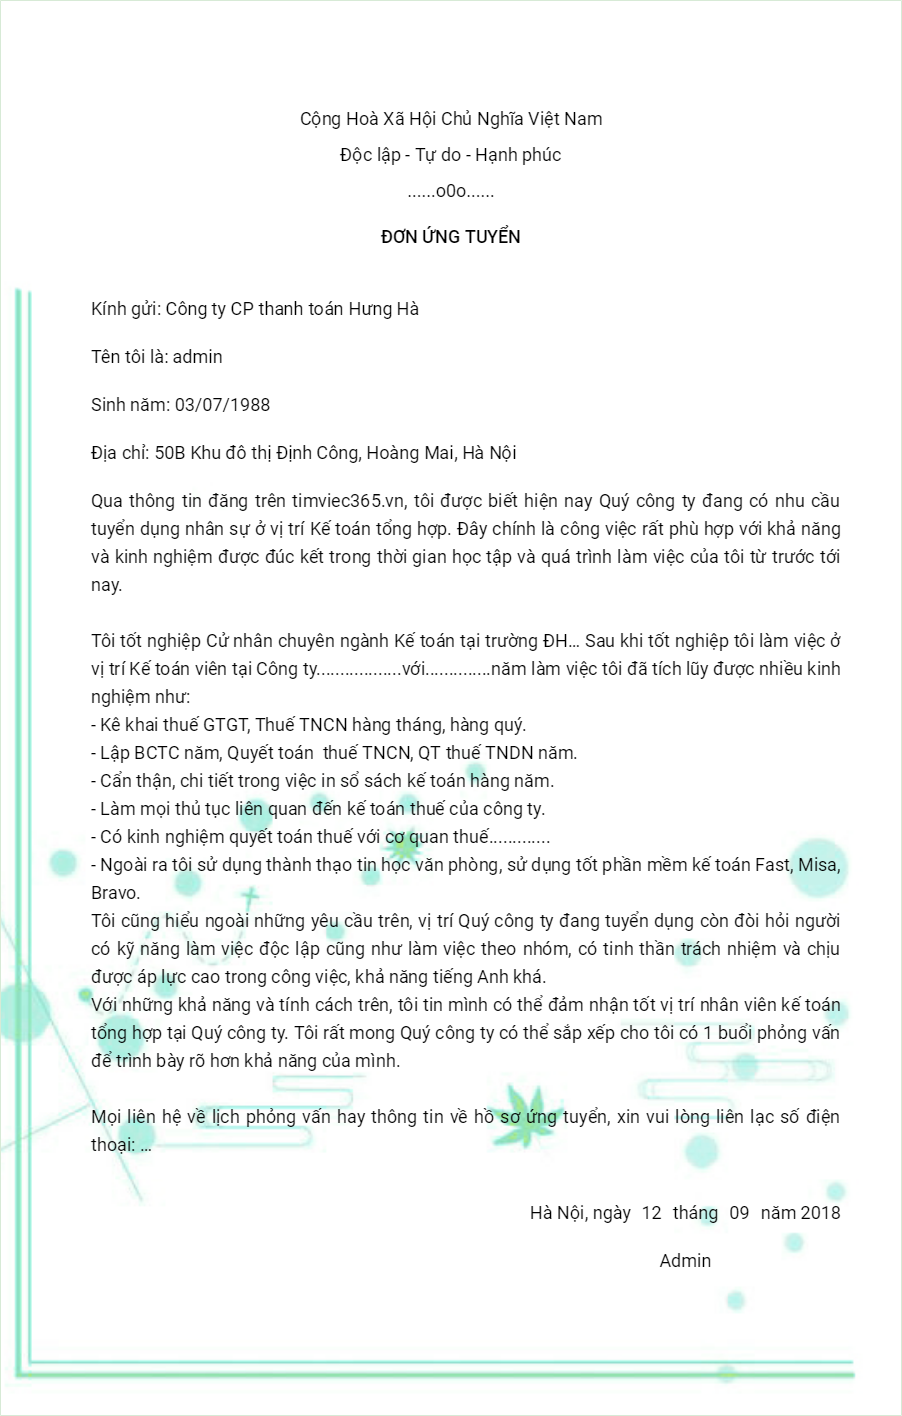 Cộng Hoà Xã Hội Chủ Nghĩa Việt Nam
Độc lập - Tự do - Hạnh phúc
......o0o......
ĐƠN ỨNG TUYỂN
Kính gửi: Công ty CP thanh toán Hưng Hà
Tên tôi là: admin
Sinh năm: 03/07/1988
Địa chỉ: 50B Khu đô thị Định Công, Hoàng Mai, Hà Nội
Qua thông tin đăng trên timviec365.vn, tôi được biết hiện nay Quý công ty đang có nhu cầu
tuyển dụng nhân sự ở vị trí Kế toán tổng hợp. Đây chính là công việc rất phù hợp với khả năng
và kinh nghiệm được đúc kết trong thời gian học tập và quá trình làm việc của tôi từ trước tới
nay.
Tôi tốt nghiệp Cử nhân chuyên ngành Kế toán tại trường ĐH... Sau khi tốt nghiệp tôi làm việc ở
vị trí Kế toán viên tại Công ty..................với..............năm làm việc tôi đã tích lũy được nhiều kinh
nghiệm như:
- Kê khai thuế GTGT, Thuế TNCN hàng tháng, hàng quý.
- Lập BCTC năm, Quyết toán  thuế TNCN, QT thuế TNDN năm.
- Cẩn thận, chi tiết trong việc in sổ sách kế toán hàng năm.
- Làm mọi thủ tục liên quan đến kế toán thuế của công ty.
- Có kinh nghiệm quyết toán thuế với cơ quan thuế.............
- Ngoài ra tôi sử dụng thành thạo tin học văn phòng, sử dụng tốt phần mềm kế toán Fast, Misa,
Bravo.
Tôi cũng hiểu ngoài những yêu cầu trên, vị trí Quý công ty đang tuyển dụng còn đòi hỏi người
có kỹ năng làm việc độc lập cũng như làm việc theo nhóm, có tinh thần trách nhiệm và chịu
được áp lực cao trong công việc, khả năng tiếng Anh khá.
Với những khả năng và tính cách trên, tôi tin mình có thể đảm nhận tốt vị trí nhân viên kế toán
tổng hợp tại Quý công ty. Tôi rất mong Quý công ty có thể sắp xếp cho tôi có 1 buổi phỏng vấn
để trình bày rõ hơn khả năng của mình.
Mọi liên hệ về lịch phỏng vấn hay thông tin về hồ sơ ứng tuyển, xin vui lòng liên lạc số điện
thoại: ...
Hà Nội, ngày  12  tháng  09  năm 2018
Admin